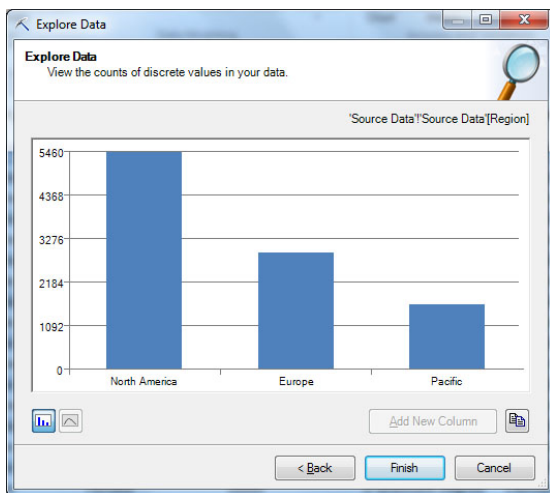 Explore Data
Explore Data
View the counts of discrete values in your data.
'Source Data'!'Source Data'[Region]
5460
4368
3276
2184
1092
0
North America Europe Pacific
Add New Column
< Back Finish Cancel